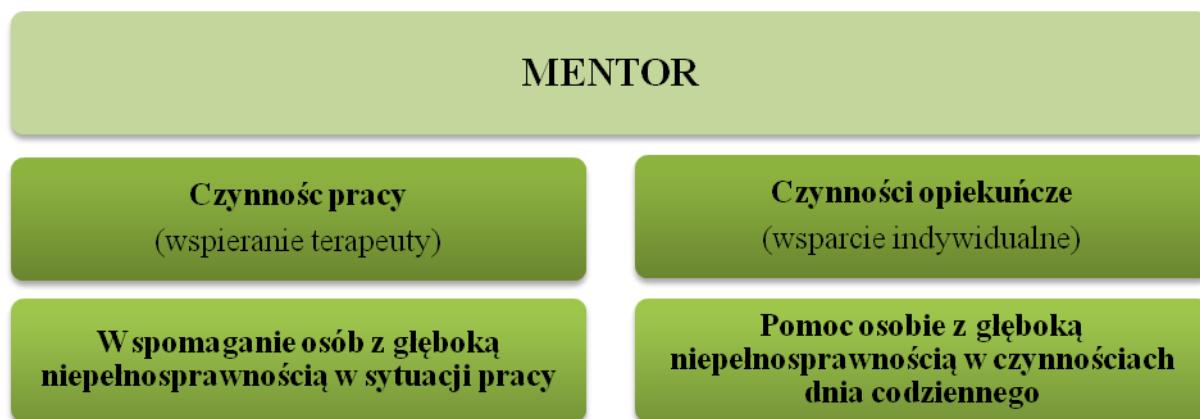 MENTOR
Czynnośc pracy
(wspieranie terapeuty)
Czynności opiekuńcze
(wsparcie indywidualne)
Wspomaganie osób z głęboką
niepełnosprawnością w sytuacji pracy
Pomoc osobie z głęboką
niepełnosprawnością w czynnościach
dnia codziennego